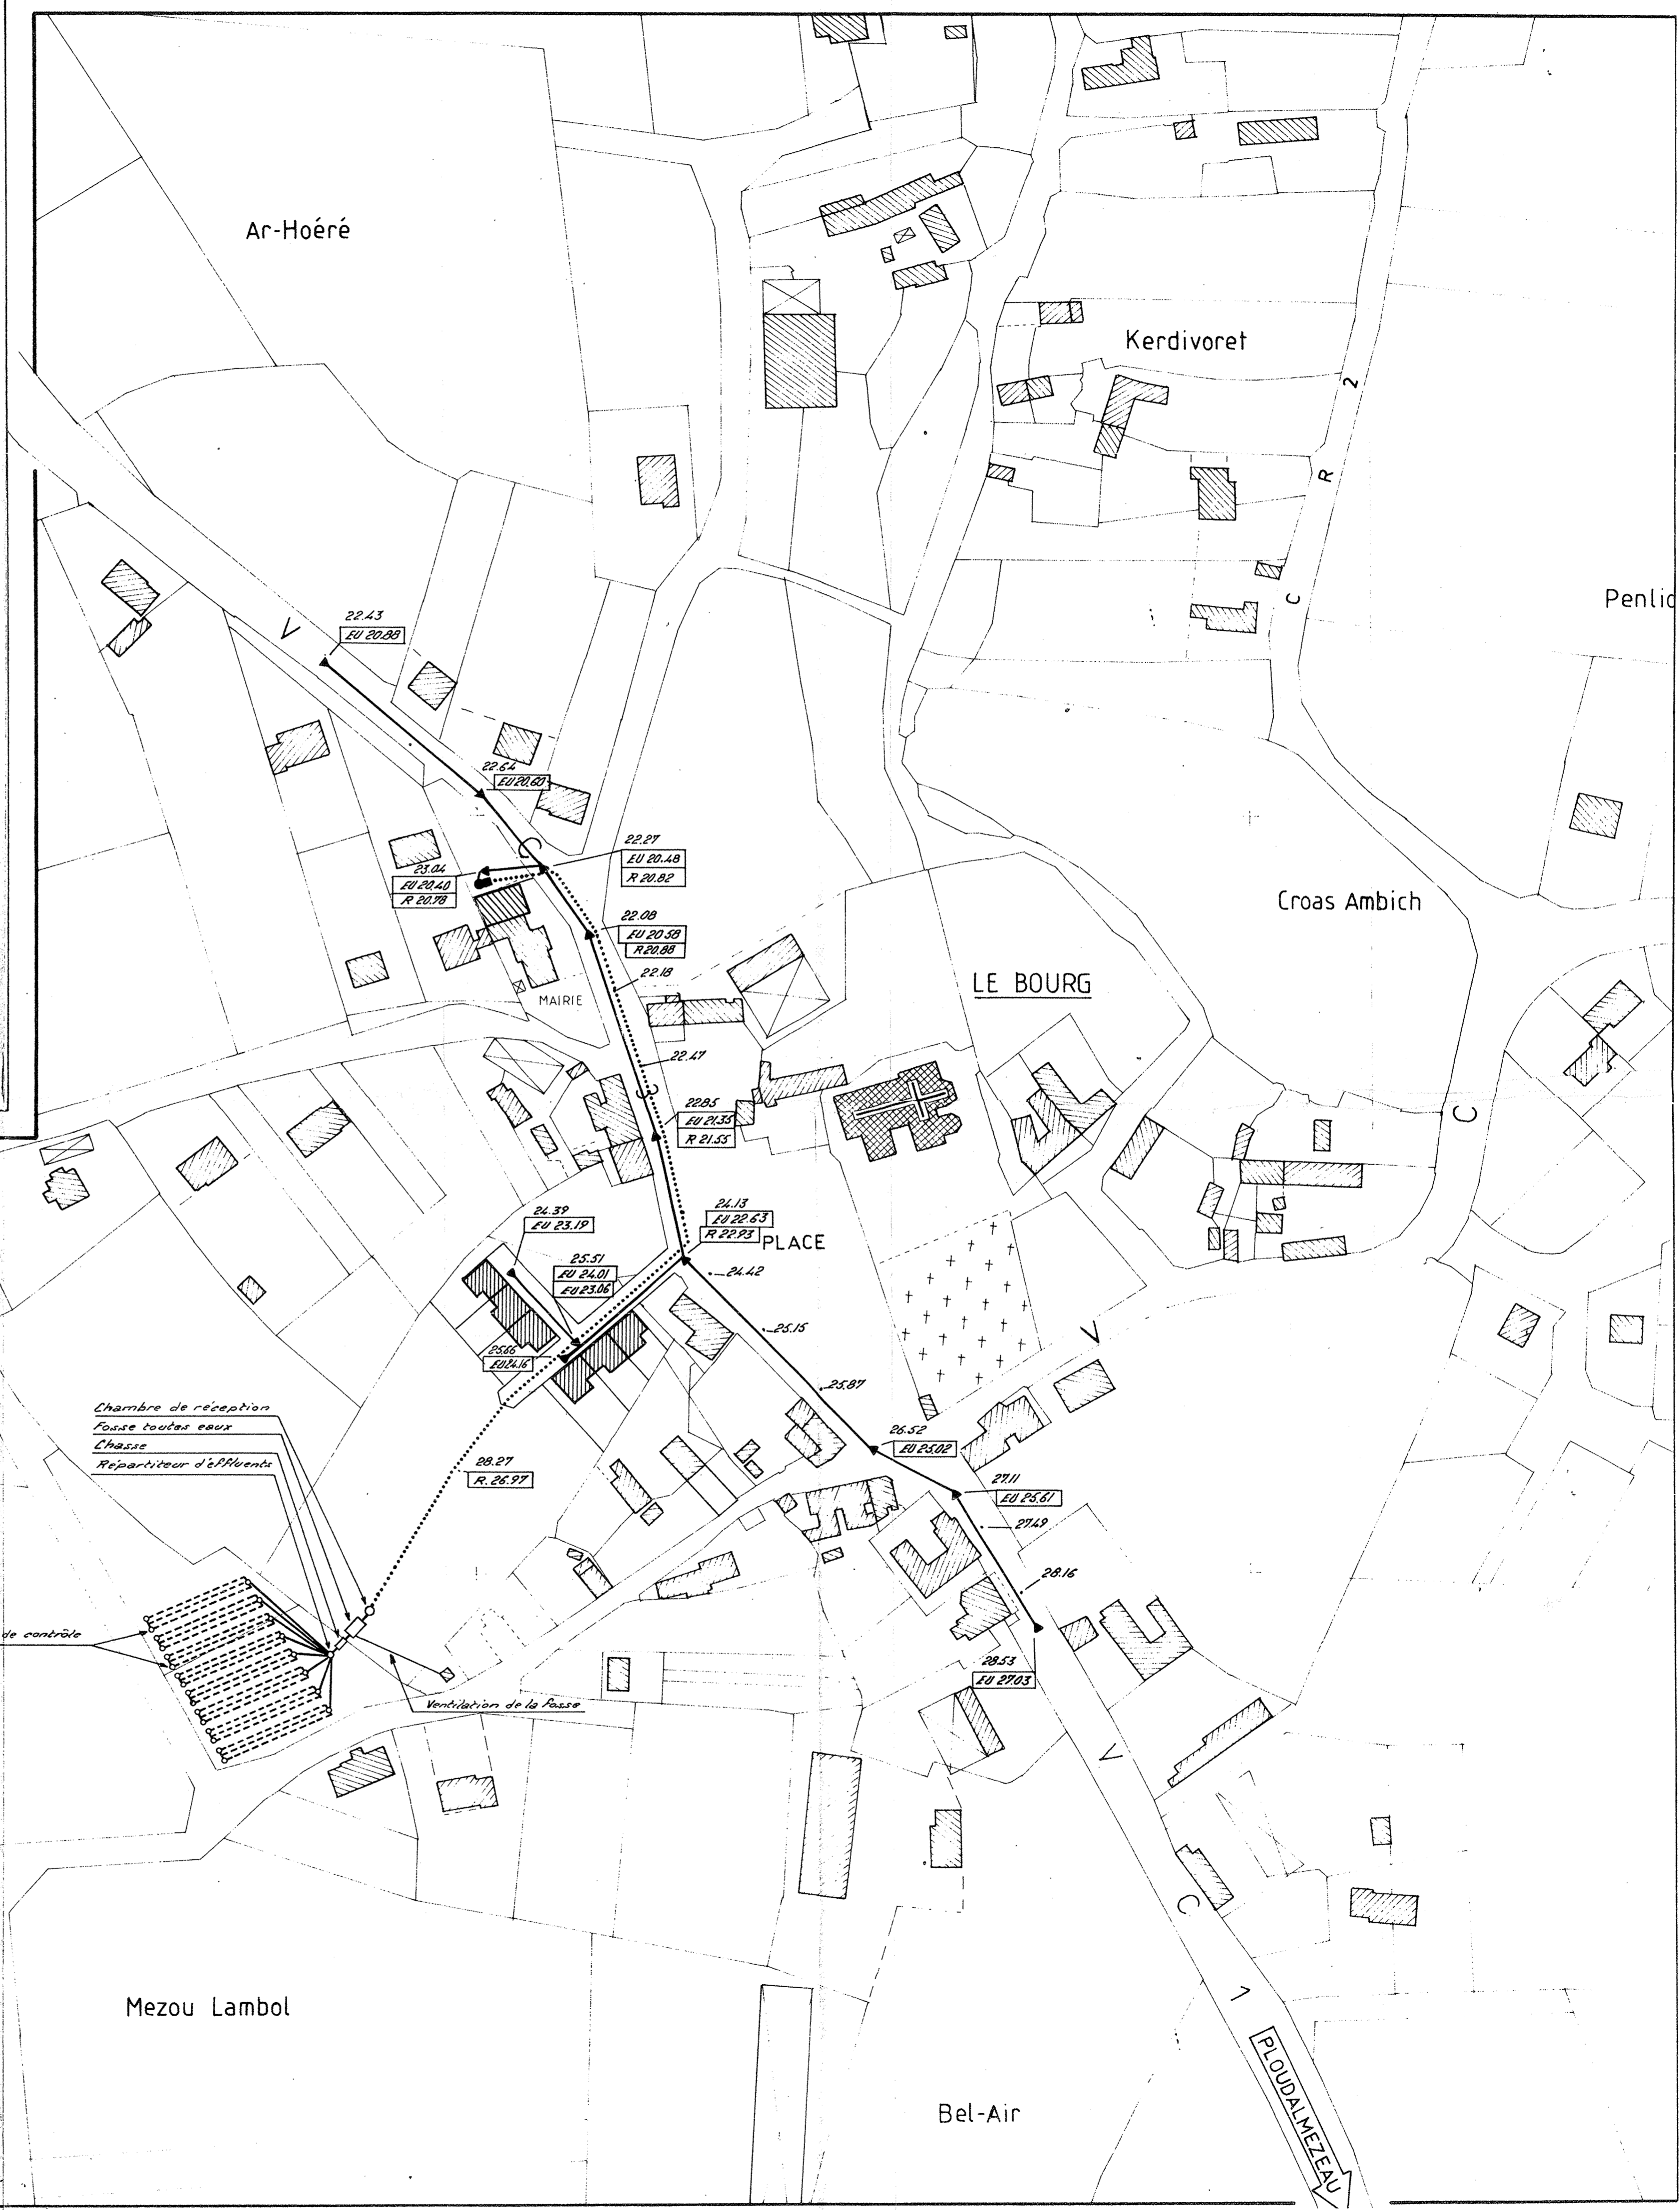 Ar-Hoéré
Kerdivoret
2
R
C
V
22.43
EU 20.88
22.64
EU 20.60
C
22.27
EU 20.48
R 20.82
23.04
EU 20.40
R 20.78
22.08
EU 20.58
R 20.88
22.18
MAIRIE
LE BOURG
Croas Ambich
22.47
3
22.85
EU 21.35
R 21.55
C
24.39
EU 23.19
24.13
EU 22.63
R 22.93
PLACE
25.51
EU 24.01
EU 23.06
24.42
25.15
25.66
EU 24.16
V
25.87
Chambre de réception
Fosse toutes eaux
Chasse
Répartiteur d'effluents
26.52
EU 25.02
28.27
R. 26.97
27.11
EU 25.61
27.49
28.16
de contrôle
28.53
EU 27.03
Ventilation de la Fosse
V
C
1
Mezou Lambol
Bel-Air
PLOUDALMEZEAU